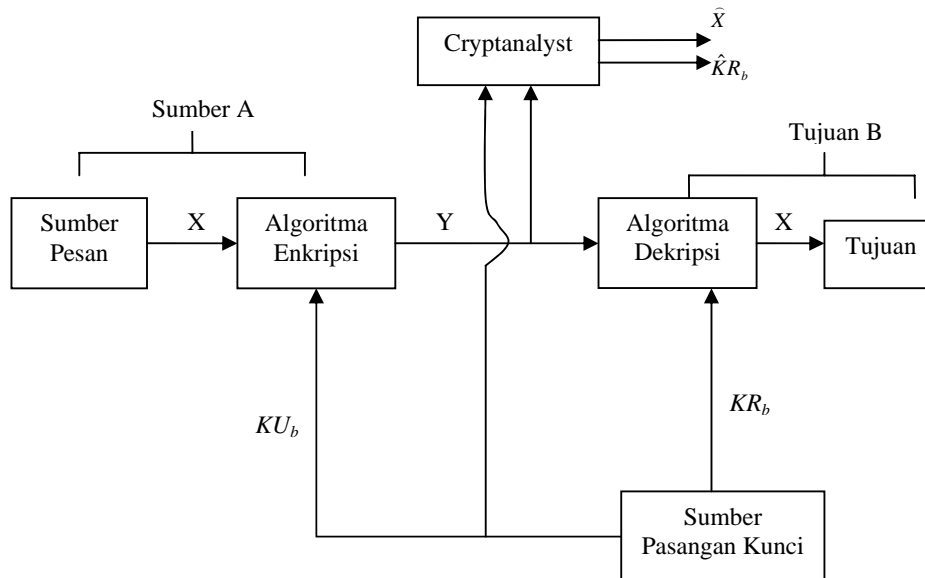 Cryptanalyst
X̂
K̂R_b
Sumber A
Tujuan B
Sumber
Pesan
X
Algoritma
Enkripsi
Y
Algoritma
Dekripsi
X
Tujuan
KU_b
KR_b
Sumber
Pasangan Kunci